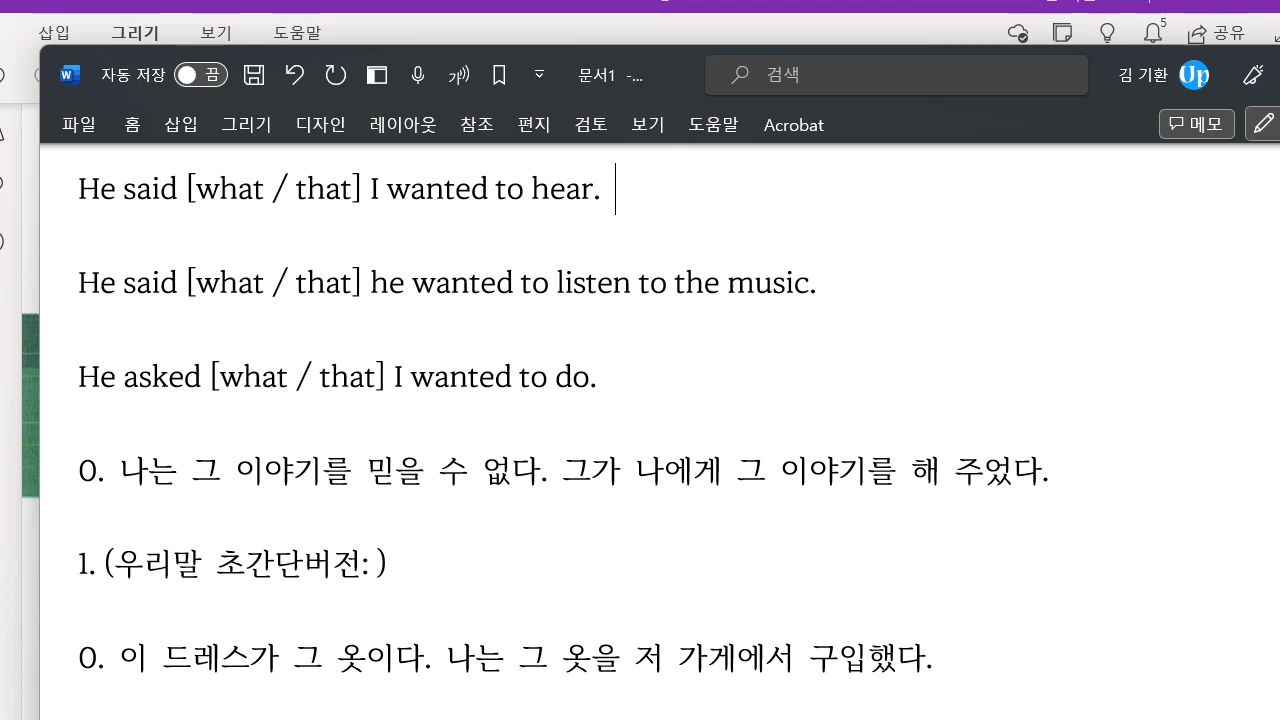 삽입 그리기 보기 도움말 5 공유
자동 저장 끔 가 문서1 -... 검색 김 기환 Up
파일 홈 삽입 그리기 디자인 레이아웃 참조 편지 검토 보기 도움말 Acrobat 메모
He said [what / that] I wanted to hear.
He said [what / that] he wanted to listen to the music.
He asked [what / that] I wanted to do.
0. 나는 그 이야기를 믿을 수 없다. 그가 나에게 그 이야기를 해 주었다.
1. (우리말 초간단버전: )
0. 이 드레스가 그 옷이다. 나는 그 옷을 저 가게에서 구입했다.